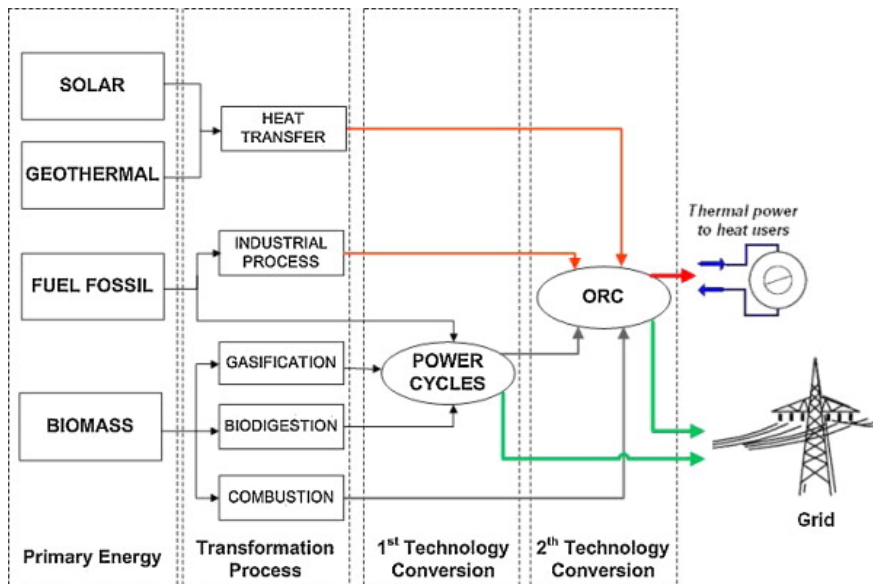 SOLAR
GEOTHERMAL
FUEL FOSSIL
BIOMASS
Primary Energy
HEAT
TRANSFER
INDUSTRIAL
PROCESS
GASIFICATION
BIODIGESTION
COMBUSTION
Transformation
Process
POWER
CYCLES
1st Technology
Conversion
ORC
2th Technology
Conversion
Thermal power
to heat users
Grid